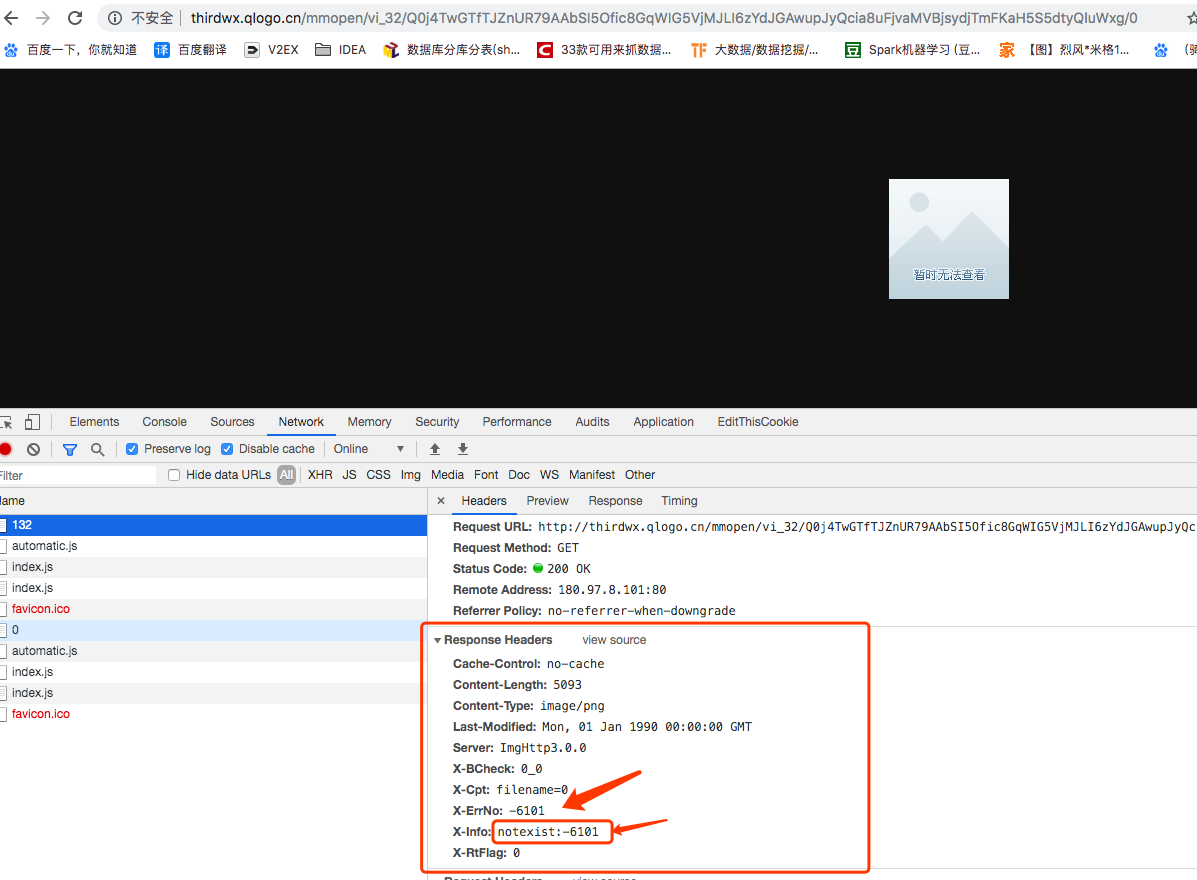 不安全 thirdwx.qlogo.cn/mmopen/vi_32/Q0j4TwGTfTJZnUR79AAbSI5Ofic8GqWIG5VjMJLI6zYdJGAwupJyQcia8uFjvaMVBjsydjTmFKaH5S5dtyQIuWxg/0
百度一下，你就知道 百度翻译 V2EX IDEA 数据库分库分表(sh... 33款可用来抓数据... 大数据/数据挖掘/... Spark机器学习 (豆... 【图】烈风*米格1...
暂时无法查看
Elements Console Sources Network Memory Security Performance Audits Application EditThisCookie
Preserve log Disable cache Online
Filter Hide data URLs All XHR JS CSS Img Media Font Doc WS Manifest Other
ame × Headers Preview Response Timing
132
automatic.js
index.js
index.js
favicon.ico
0
automatic.js
index.js
index.js
favicon.ico
Request URL: http://thirdwx.qlogo.cn/mmopen/vi_32/Q0j4TwGTfTJZnUR79AAbSI5Ofic8GqWIG5VjMJLI6zYdJGAwupJyQc
Request Method: GET
Status Code: 200 OK
Remote Address: 180.97.8.101:80
Referrer Policy: no-referrer-when-downgrade
Response Headers view source
Cache-Control: no-cache
Content-Length: 5093
Content-Type: image/png
Last-Modified: Mon, 01 Jan 1990 00:00:00 GMT
Server: ImgHttp3.0.0
X-BCheck: 0_0
X-Cpt: filename=0
X-ErrNo: -6101
X-Info: notexist:-6101
X-RtFlag: 0